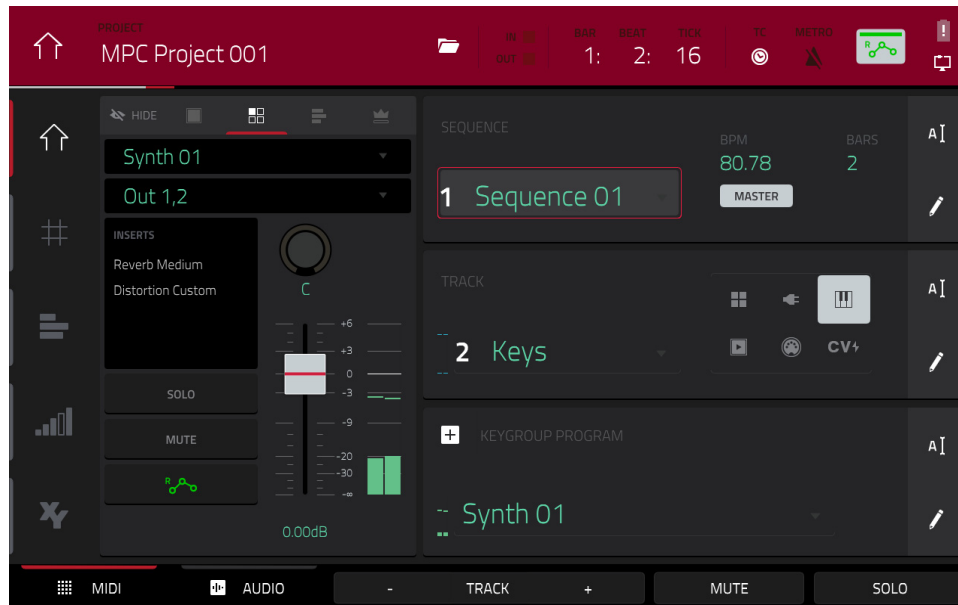 PROJECT
MPC Project 001
IN
OUT
BAR BEAT TICK
1: 2: 16
TC METRO
R
HIDE
Synth 01
Out 1,2
INSERTS
Reverb Medium
Distortion Custom
C
+6
+3
0
-3
-9
-20
-30
-∞
SOLO
MUTE
R
0.00dB
SEQUENCE
1 Sequence 01
BPM
80.78
MASTER
BARS
2
A
TRACK
2 Keys
CV
A
KEYGROUP PROGRAM
Synth 01
A
XY
MIDI AUDIO - TRACK + MUTE SOLO